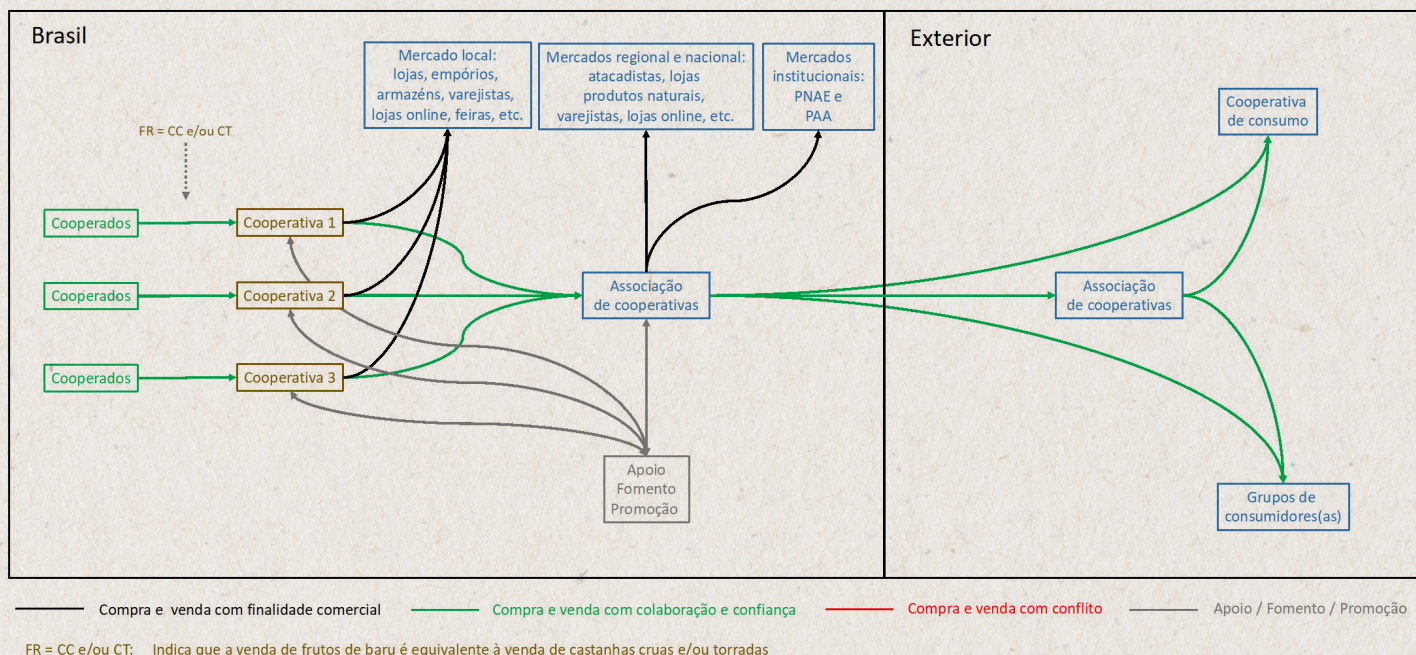 Brasil
Exterior
Mercado local:
lojas, empórios,
armazéns, varejistas,
lojas online, feiras, etc.
Mercados regional e nacional:
atacadistas, lojas
produtos naturais,
varejistas, lojas online, etc.
Mercados
institucionais:
PNAE e
PAA
Cooperativa
de consumo
FR = CC e/ou CT
Cooperados
Cooperativa 1
Cooperados
Cooperativa 2
Associação
de cooperativas
Associação
de cooperativas
Cooperados
Cooperativa 3
Apoio
Fomento
Promoção
Grupos de
consumidores(as)
Compra e venda com finalidade comercial
Compra e venda com colaboração e confiança
Compra e venda com conflito
Apoio / Fomento / Promoção
FR = CC e/ou CT: Indica que a venda de frutos de baru é equivalente à venda de castanhas cruas e/ou torradas